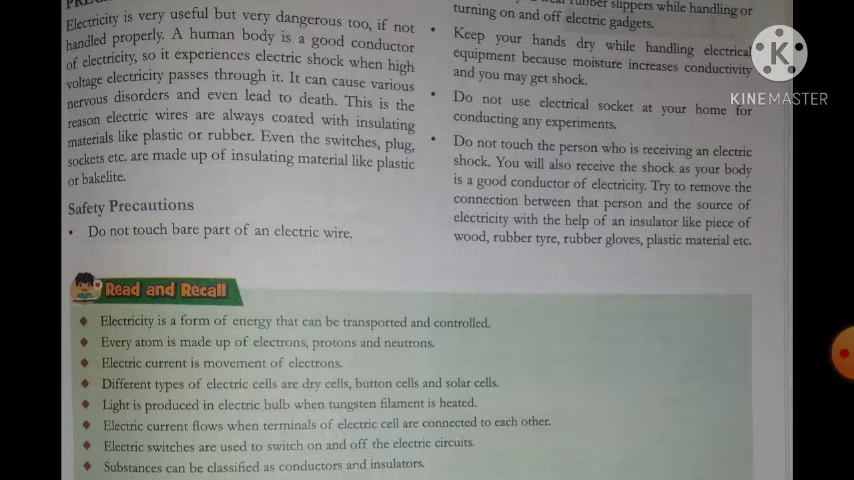 Electricity is very useful but very dangerous too, if not
handled properly. A human body is a good conductor
of electricity, so it experiences electric shock when high
voltage electricity passes through it. It can cause various
nervous disorders and even lead to death. This is the
reason electric wires are always coated with insulating
materials like plastic or rubber. Even the switches, plug,
sockets etc. are made up of insulating material like plastic
or bakelite.
Safety Precautions
• Do not touch bare part of an electric wire.
rubber slippers while handling or
turning on and off electric gadgets.
• Keep your hands dry while handling electrical
equipment because moisture increases conductivity
and you may get shock.
• Do not use electrical socket at your home for
conducting any experiments.
• Do not touch the person who is receiving an electric
shock. You will also receive the shock as your body
is a good conductor of electricity. Try to remove the
connection between that person and the source of
electricity with the help of an insulator like piece of
wood, rubber tyre, rubber gloves, plastic material etc.
K
KINEMASTER
Read and Recall
◆ Electricity is a form of energy that can be transported and controlled.
◆ Every atom is made up of electrons, protons and neutrons.
◆ Electric current is movement of electrons.
◆ Different types of electric cells are dry cells, button cells and solar cells.
◆ Light is produced in electric bulb when tungsten filament is heated.
◆ Electric current flows when terminals of electric cell are connected to each other.
◆ Electric switches are used to switch on and off the electric circuits.
◆ Substances can be classified as conductors and insulators.